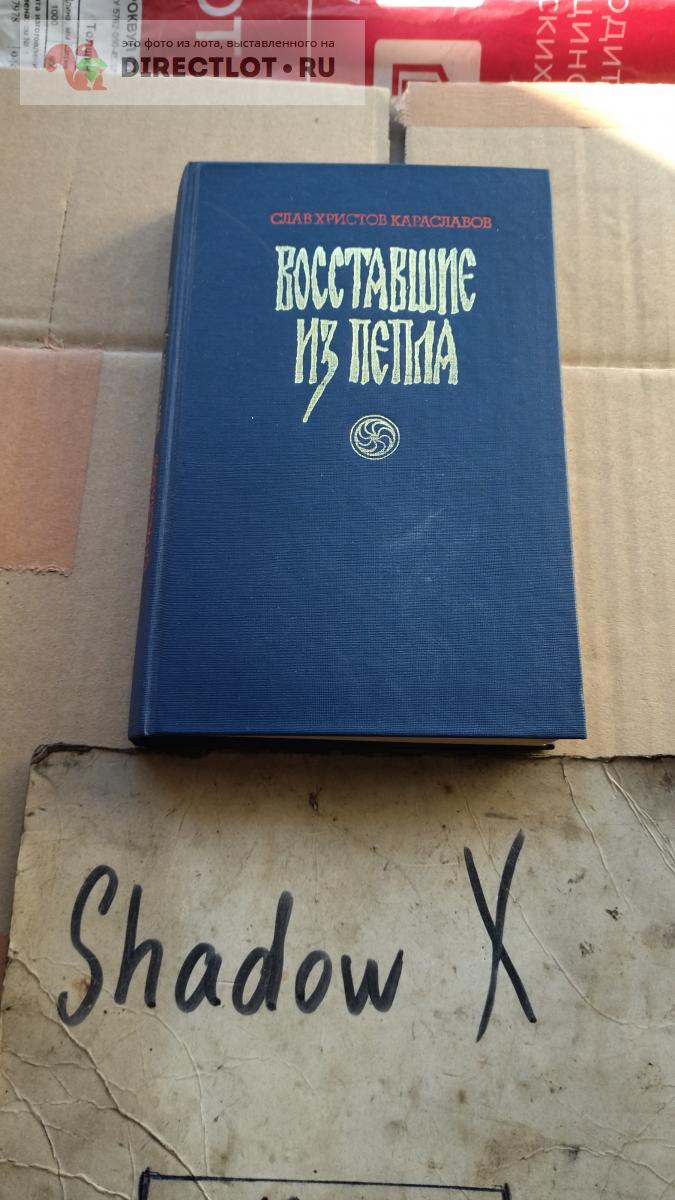 это фото из лота, выставленного на
DIRECTLOT•RU
СЛАВ ХРИСТОВ КАРАСЛАВОВ
ВОССТАВШИЕ
ИЗ ПЕПЛА
Shadow X